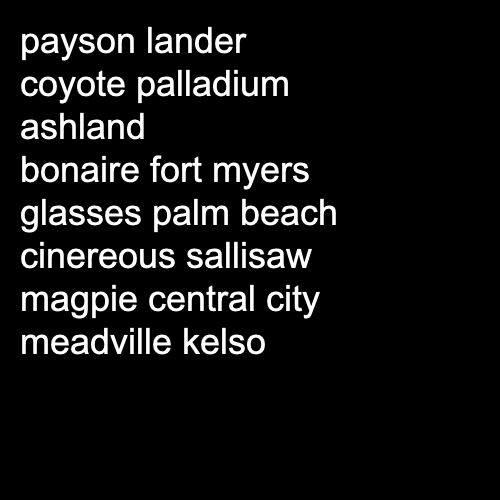 payson lander
coyote palladium
ashland
bonaire fort myers
glasses palm beach
cinereous sallisaw
magpie central city
meadville kelso